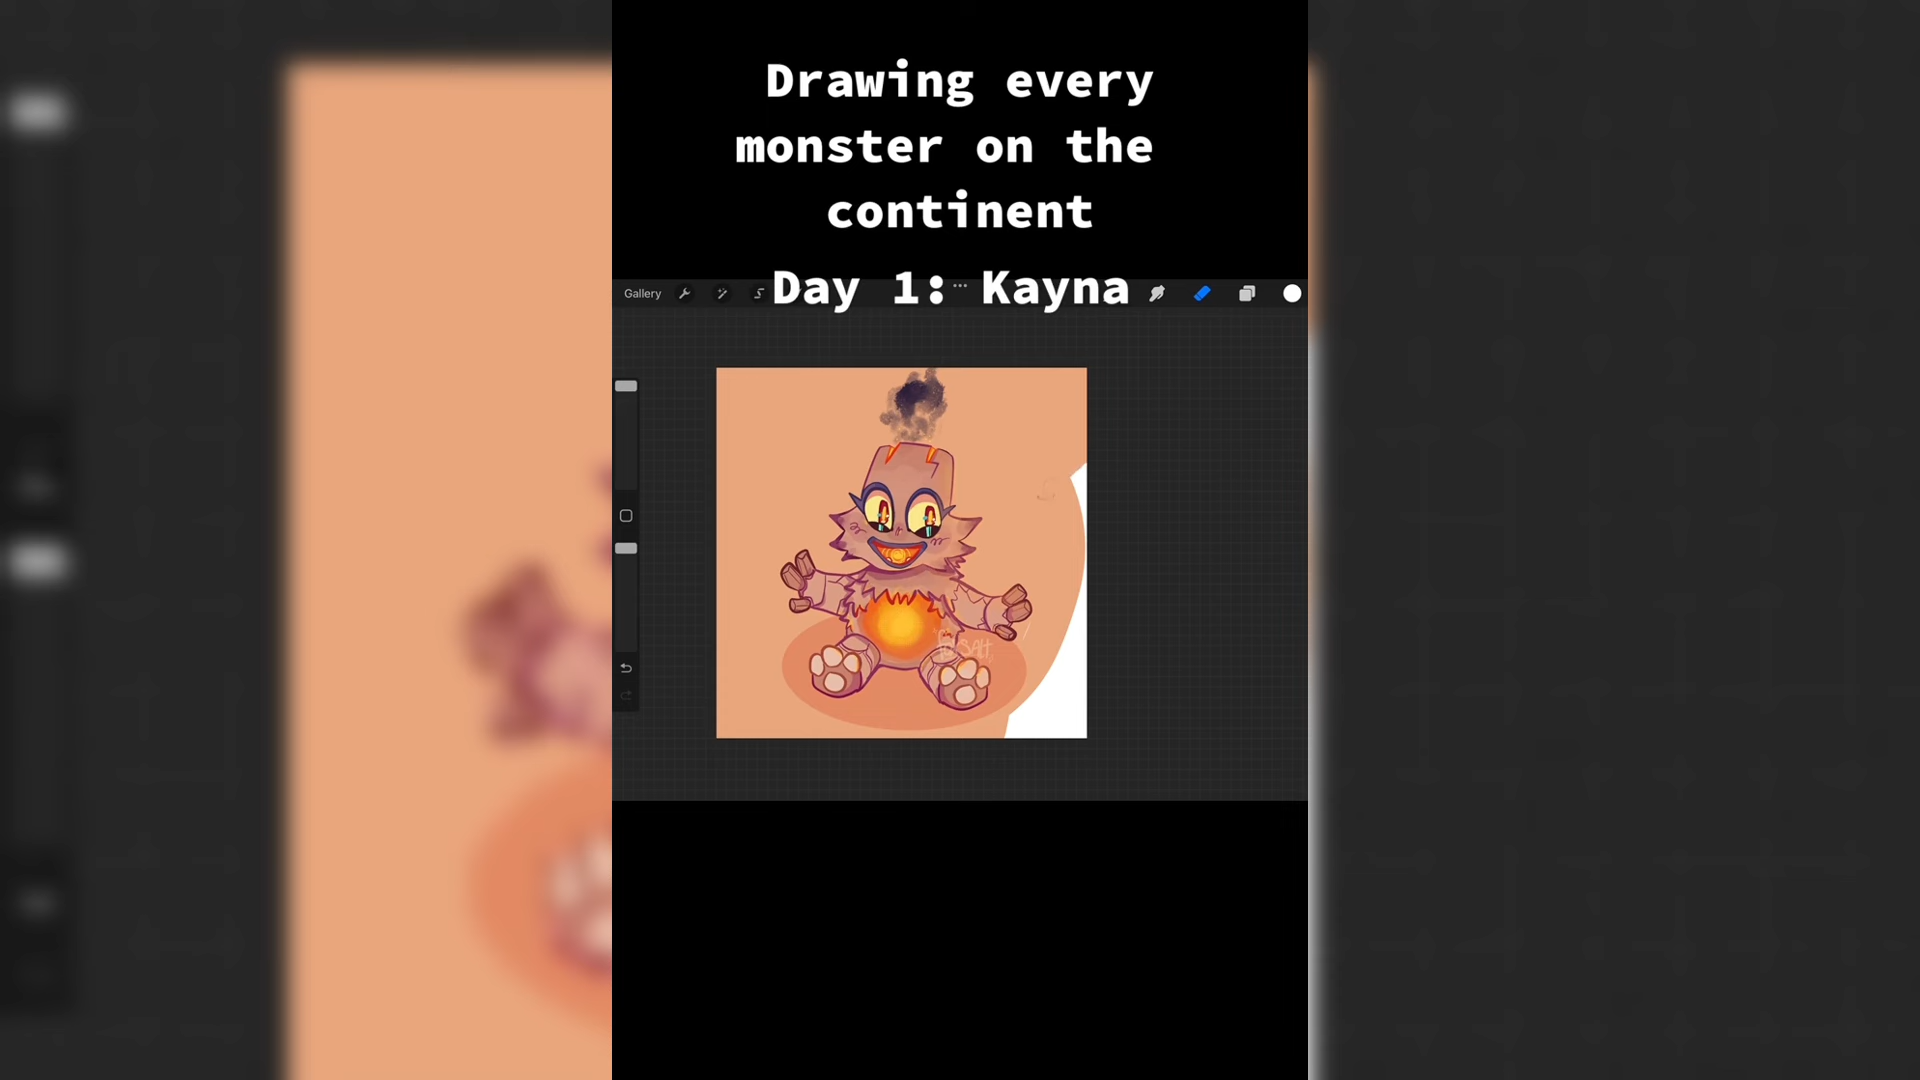 Drawing every
monster on the
continent
Day 1: Kayna
Gallery